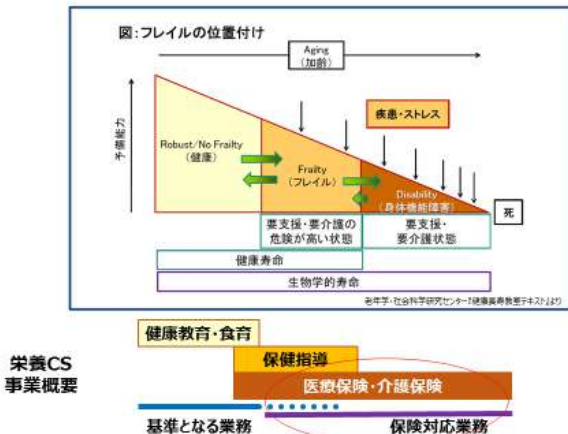 図：フレイルの位置付け
Aging
（加齢）
疾患・ストレス
予備能力
Robust/No Frailty
（健康）
Frailty
（フレイル）
Disability
（身体機能障害）
死
要支援・要介護の
危険が高い状態
要支援・
要介護状態
健康寿命
生物学的寿命
老年学・社会科学研究センター『健康長寿教室テキスト』より
健康教育・食育
栄養CS
事業概要
保健指導
医療保険・介護保険
基準となる業務
保険対応業務